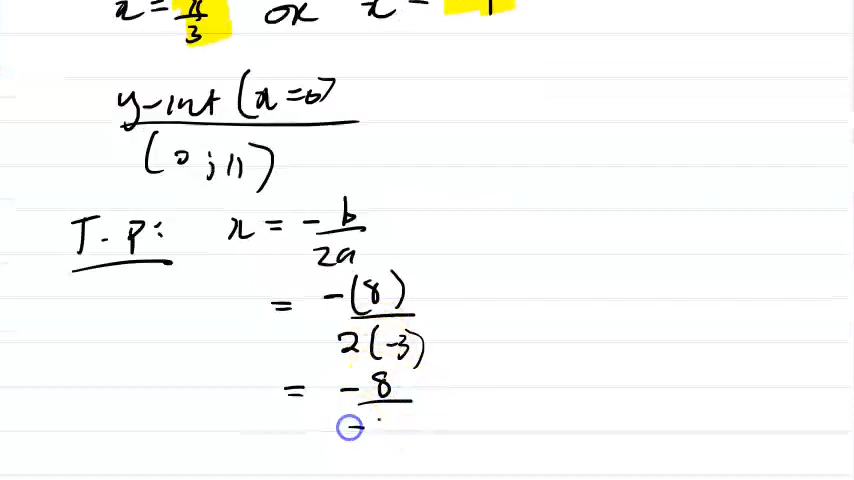 x = 11/3 or x = -1
y-int (x=0)
(0 ; 11)
T.P: x = - b/2a
= -(8)/2(-3)
= -8/-